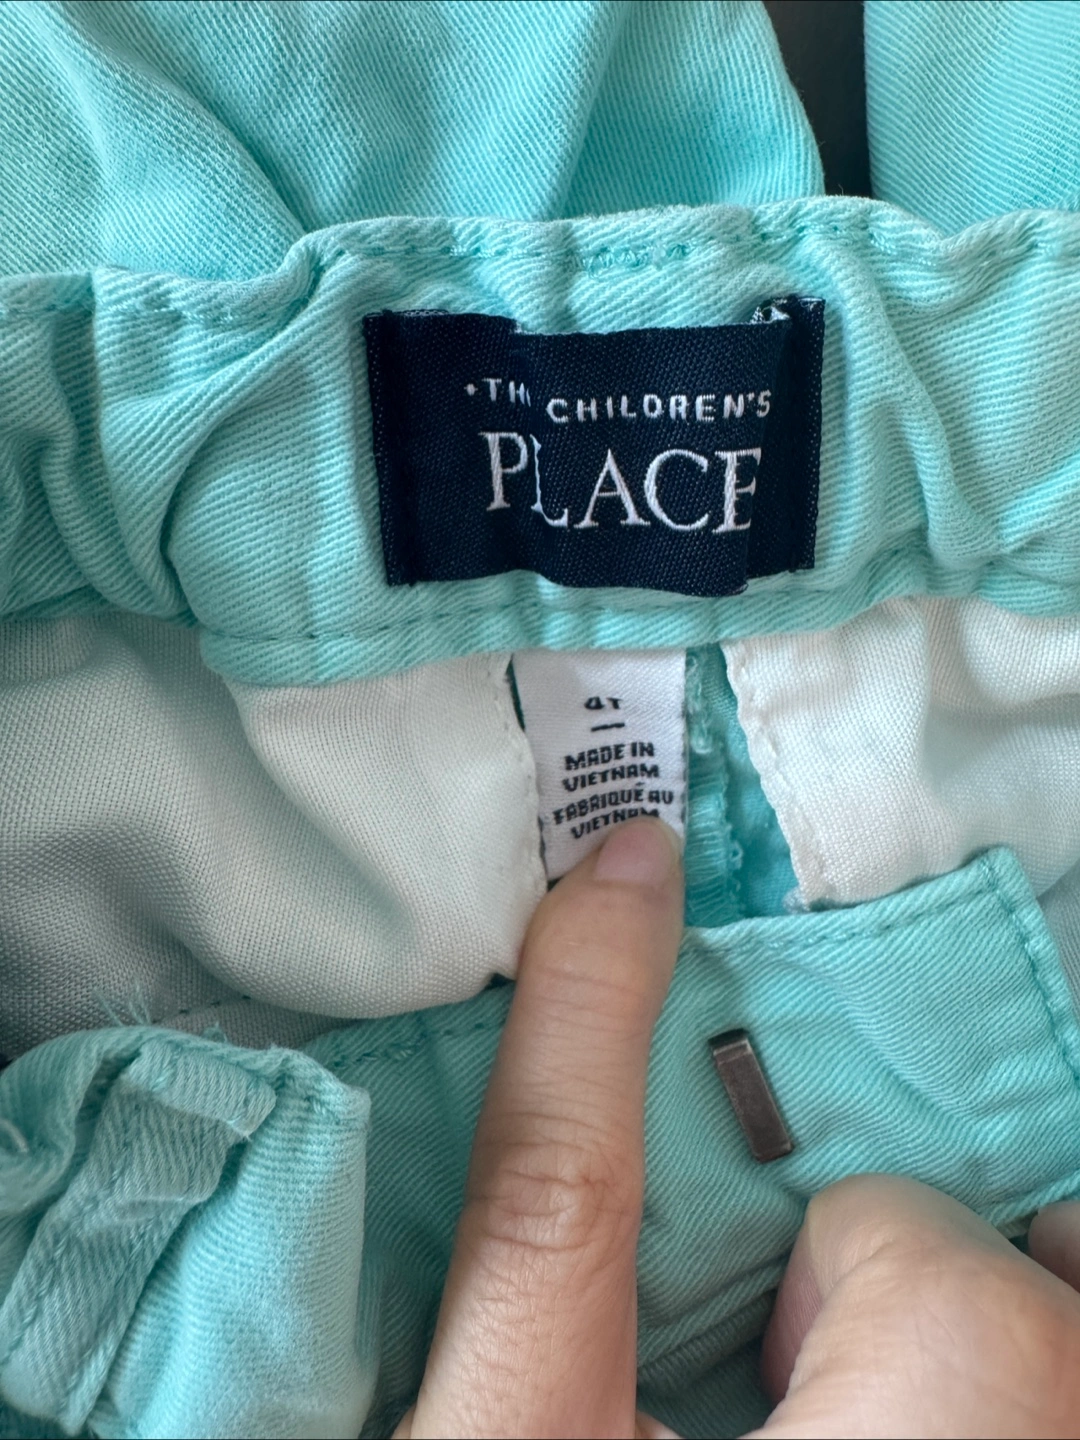 THE CHILDREN'S
PLACE
4T
MADE IN
VIETNAM
FABRIQUÉ AU
VIETNAM